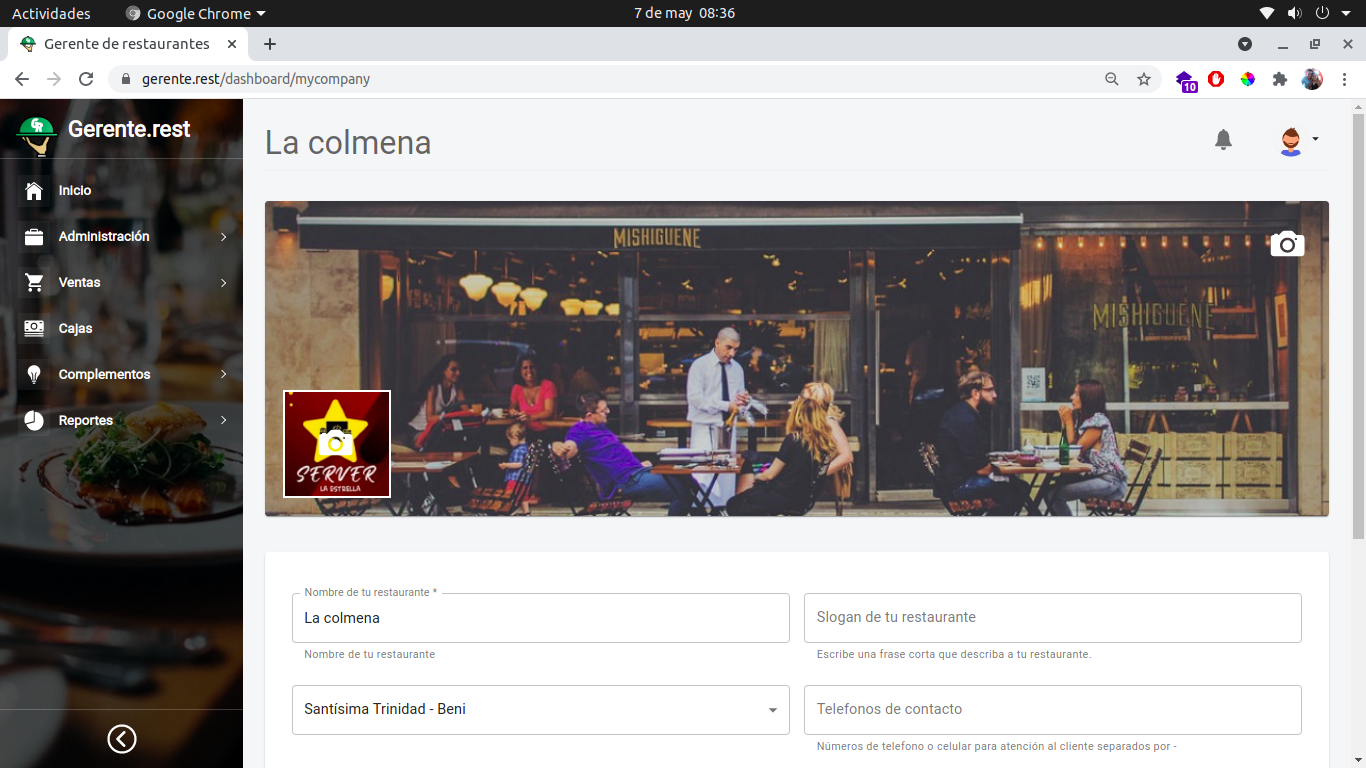 Actividades
Google Chrome
7 de may 08:36
Gerente de restaurantes
gerente.rest/dashboard/mycompany
10
GR
Gerente.rest
La colmena
Inicio
Administración
Ventas
Cajas
Complementos
Reportes
MISHIGUENE
MISHIGUENE
SERVER
LA ESTRELLA
Nombre de tu restaurante *
La colmena
Nombre de tu restaurante
Slogan de tu restaurante
Escribe una frase corta que describa a tu restaurante.
Santísima Trinidad - Beni
Telefonos de contacto
Números de telefono o celular para atención al cliente separados por -